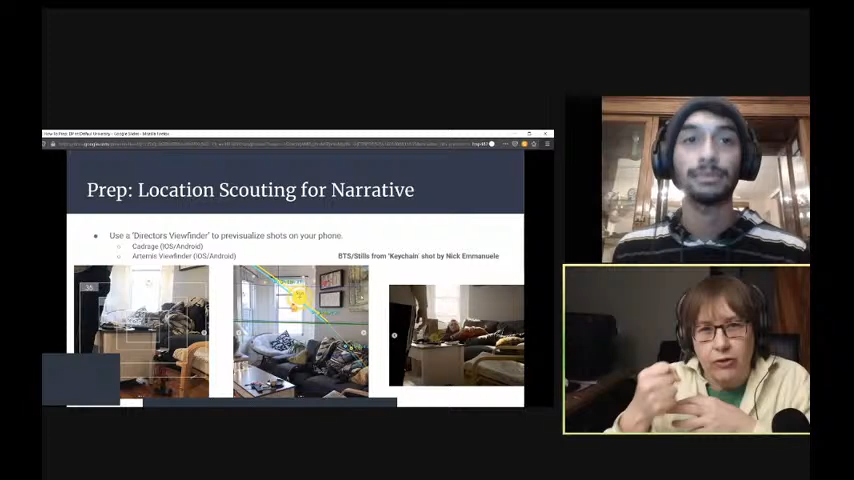 Prep: Location Scouting for Narrative
Use a 'Directors Viewfinder' to previsualize shots on your phone.
Cadrage (IOS/Android)
Artemis Viewfinder (IOS/Android)
BTS/Stills from 'Keychain' shot by Nick Emmanuele
35